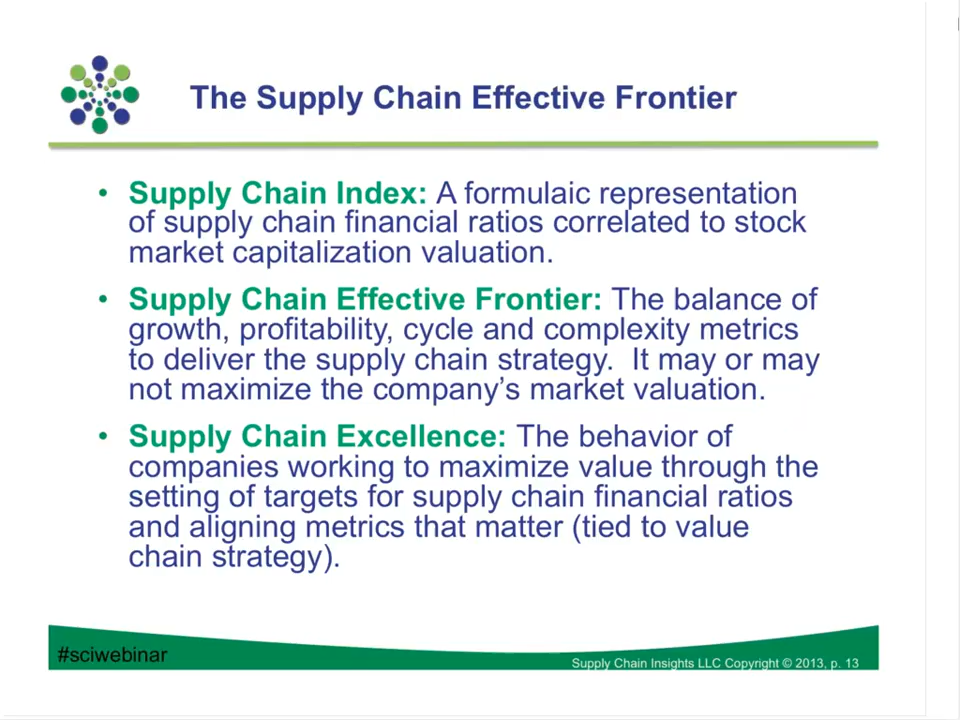 The Supply Chain Effective Frontier
• Supply Chain Index: A formulaic representation
of supply chain financial ratios correlated to stock
market capitalization valuation.
• Supply Chain Effective Frontier: The balance of
growth, profitability, cycle and complexity metrics
to deliver the supply chain strategy.  It may or may
not maximize the company's market valuation.
• Supply Chain Excellence: The behavior of
companies working to maximize value through the
setting of targets for supply chain financial ratios
and aligning metrics that matter (tied to value
chain strategy).
#sciwebinar
Supply Chain Insights LLC Copyright © 2013, p. 13